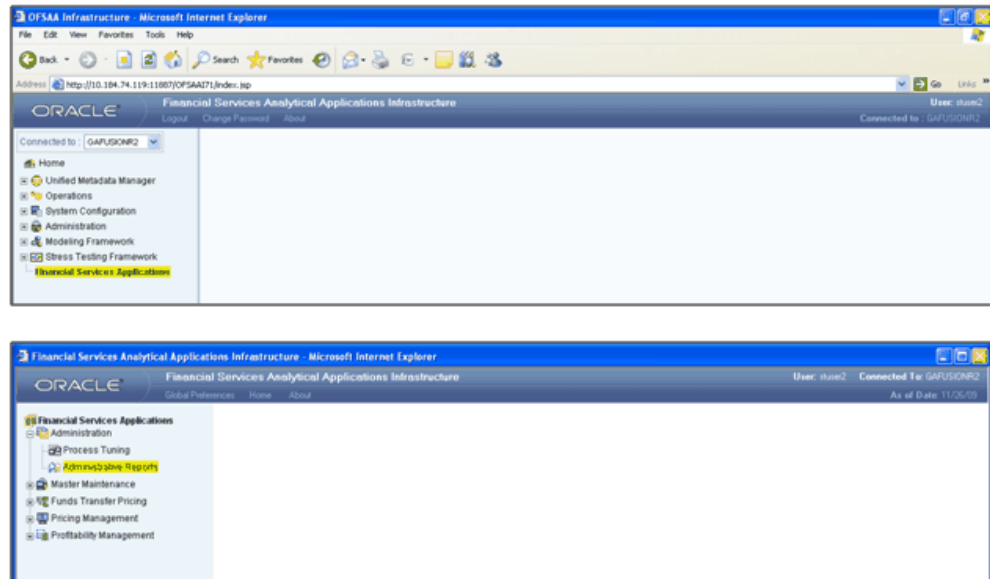 OFSAA Infrastructure - Microsoft Internet Explorer
File Edit View Favorites Tools Help
Back Search Favorites
Address http://10.184.74.119:11887/OFSAAI71/index.jsp Go Links »
ORACLE Financial Services Analytical Applications Infrastructure User: stuser2
Logout Change Password About Connected to : GAFUSIONR2
Connected to : GAFUSIONR2
Home
Unified Metadata Manager
Operations
System Configuration
Administration
Modeling Framework
Stress Testing Framework
Financial Services Applications
Financial Services Analytical Applications Infrastructure - Microsoft Internet Explorer
ORACLE Financial Services Analytical Applications Infrastructure User: stuser2 Connected To: GAFUSIONR2
Global Preferences Home About As of Date: 11/26/09
Financial Services Applications
Administration
Process Tuning
Administrative Reports
Master Maintenance
Funds Transfer Pricing
Pricing Management
Profitability Management